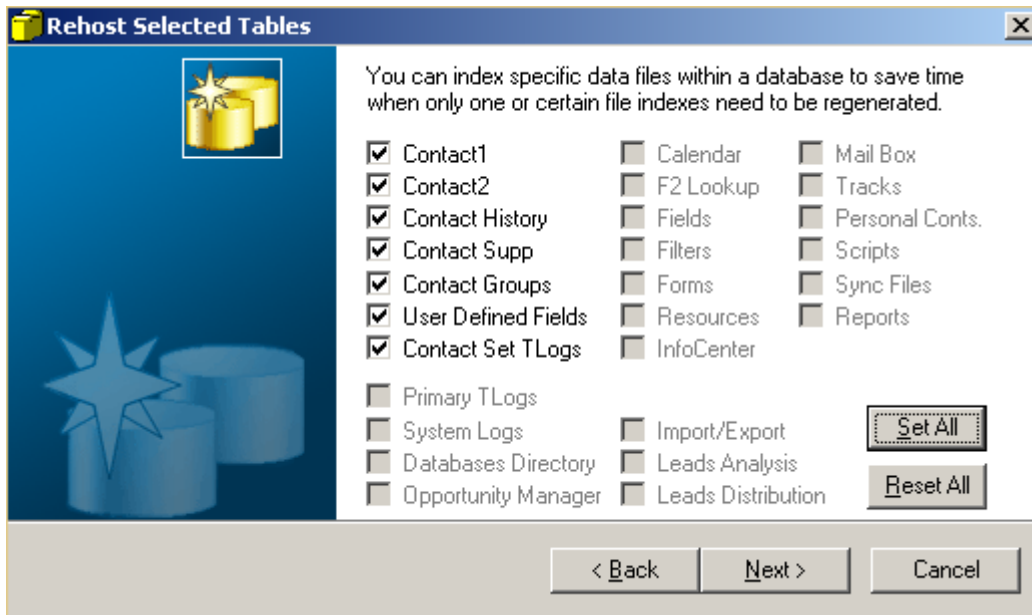 Rehost Selected Tables
You can index specific data files within a database to save time
when only one or certain file indexes need to be regenerated.
Contact1 Calendar Mail Box
Contact2 F2 Lookup Tracks
Contact History Fields Personal Conts.
Contact Supp Filters Scripts
Contact Groups Forms Sync Files
User Defined Fields Resources Reports
Contact Set TLogs InfoCenter
Primary TLogs
System Logs Import/Export Set All
Databases Directory Leads Analysis
Opportunity Manager Leads Distribution Reset All
< Back Next > Cancel